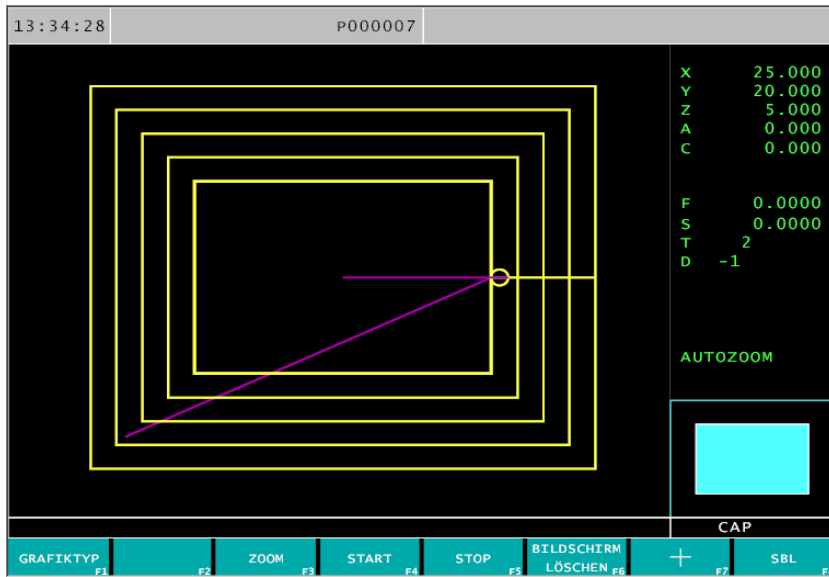 13:34:28 P000007
X 25.000
Y 20.000
Z 5.000
A 0.000
C 0.000
F 0.0000
S 0.0000
T 2
D -1
AUTOZOOM
CAP
GRAFIKTYP F1
F2
ZOOM F3
START F4
STOP F5
BILDSCHIRM
LÖSCHEN F6
+ F7
SBL